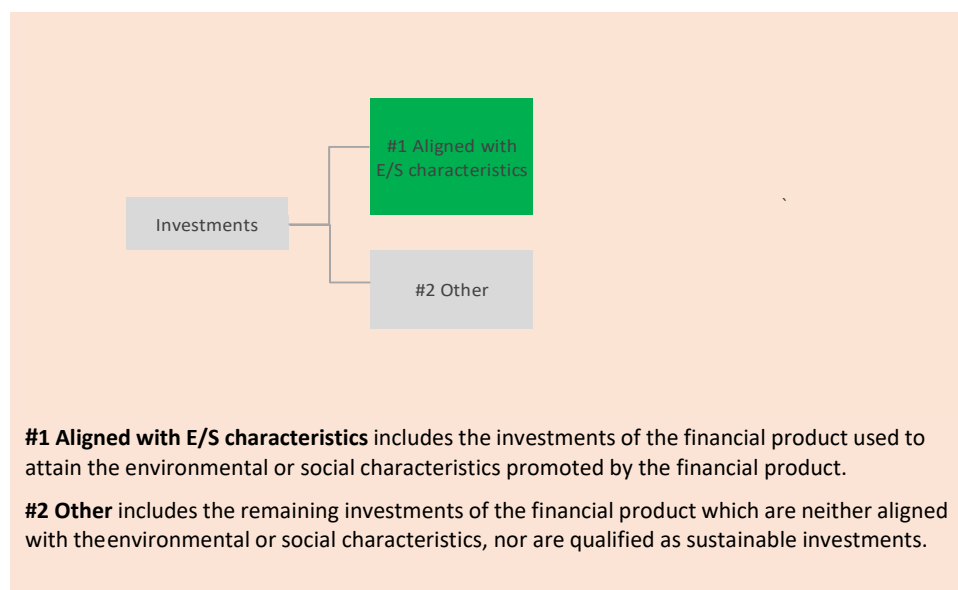 #1 Aligned with
E/S characteristics
Investments
`
#2 Other
#1 Aligned with E/S characteristics includes the investments of the financial product used to
attain the environmental or social characteristics promoted by the financial product.
#2 Other includes the remaining investments of the financial product which are neither aligned
with theenvironmental or social characteristics, nor are qualified as sustainable investments.